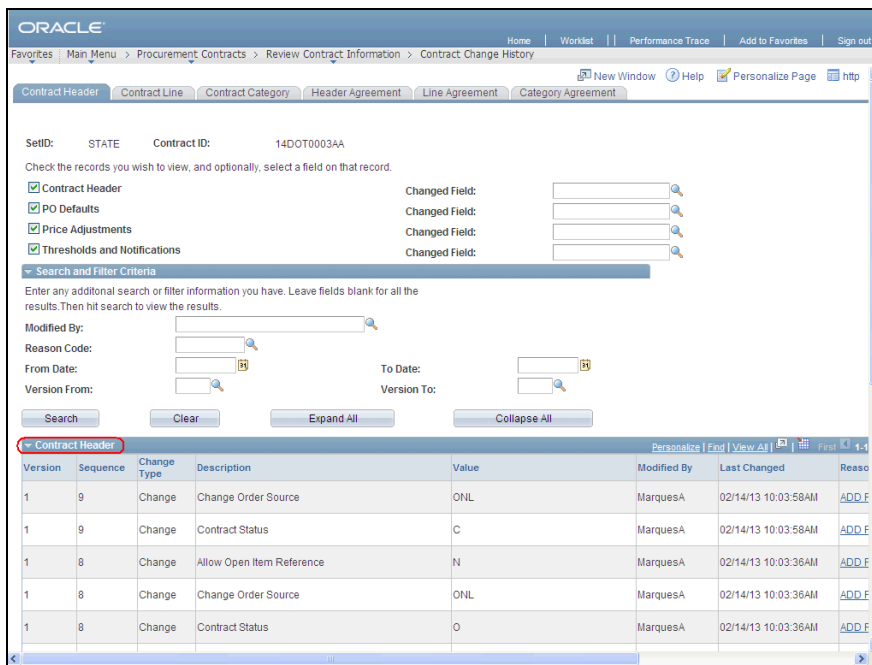 ORACLE
Home | Worklist | | Performance Trace | Add to Favorites | Sign out
Favorites Main Menu > Procurement Contracts > Review Contract Information > Contract Change History
New Window Help Personalize Page http
Contract Header Contract Line Contract Category Header Agreement Line Agreement Category Agreement
SetID: STATE Contract ID: 14DOT0003AA
Check the records you wish to view, and optionally, select a field on that record.
Contract Header Changed Field:
PO Defaults Changed Field:
Price Adjustments Changed Field:
Thresholds and Notifications Changed Field:
Search and Filter Criteria
Enter any additonal search or filter information you have. Leave fields blank for all the
results.Then hit search to view the results.
Modified By:
Reason Code:
From Date: To Date:
Version From: Version To:
Search Clear Expand All Collapse All
Contract Header Personalize | Find | View All | | First 1-1
Version Sequence Change Type Description Value Modified By Last Changed Reaso
1 9 Change Change Order Source ONL MarquesA 02/14/13 10:03:58AM ADD F
1 9 Change Contract Status C MarquesA 02/14/13 10:03:58AM ADD F
1 8 Change Allow Open Item Reference N MarquesA 02/14/13 10:03:36AM ADD F
1 8 Change Change Order Source ONL MarquesA 02/14/13 10:03:36AM ADD F
1 8 Change Contract Status O MarquesA 02/14/13 10:03:36AM ADD F